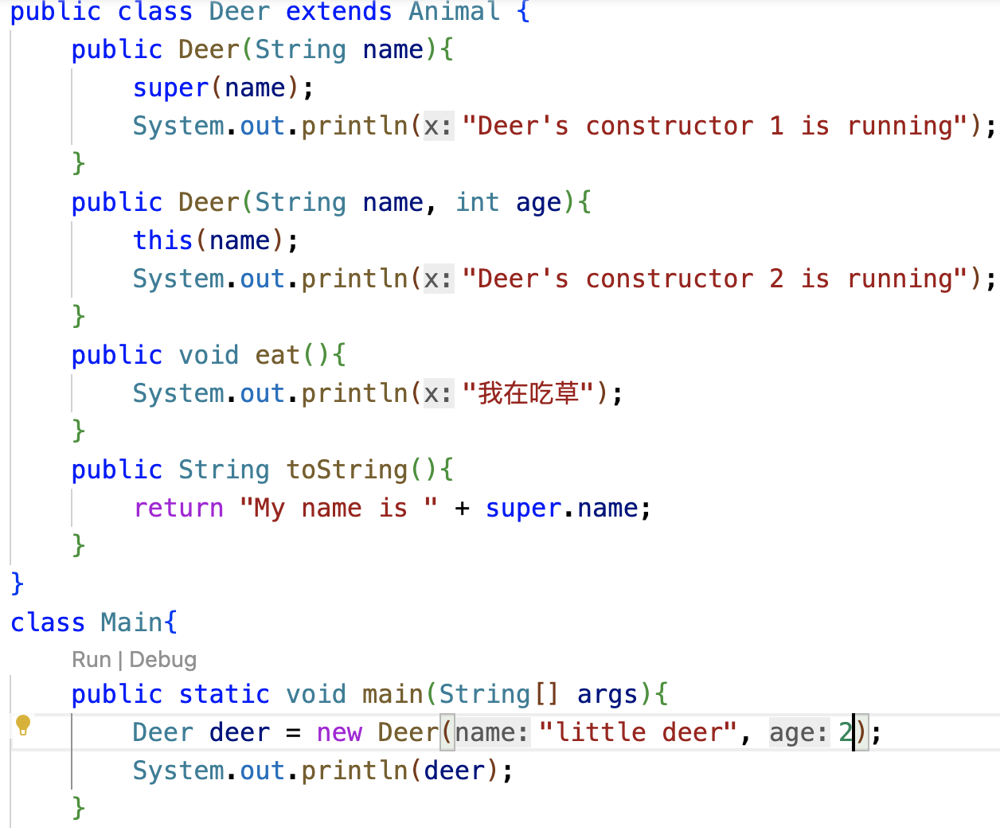 public class Deer extends Animal {
public Deer(String name){
super(name);
System.out.println(x:"Deer's constructor 1 is running");
}
public Deer(String name, int age){
this(name);
System.out.println(x:"Deer's constructor 2 is running");
}
public void eat(){
System.out.println(x:"我在吃草");
}
public String toString(){
return "My name is " + super.name;
}
}
class Main{
Run | Debug
public static void main(String[] args){
Deer deer = new Deer(name:"little deer", age:2);
System.out.println(deer);
}